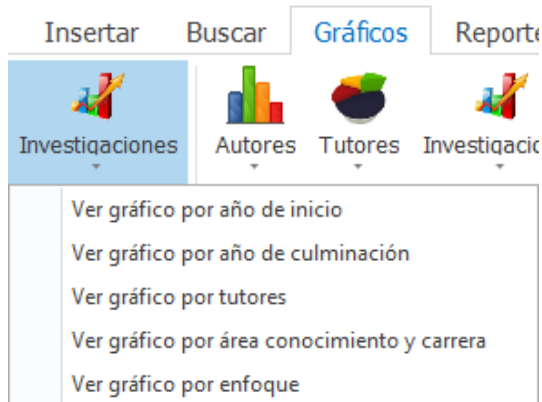 Insertar Buscar Gráficos Reporte
Investigaciones Autores Tutores Investigacio
Ver gráfico por año de inicio
Ver gráfico por año de culminación
Ver gráfico por tutores
Ver gráfico por área conocimiento y carrera
Ver gráfico por enfoque